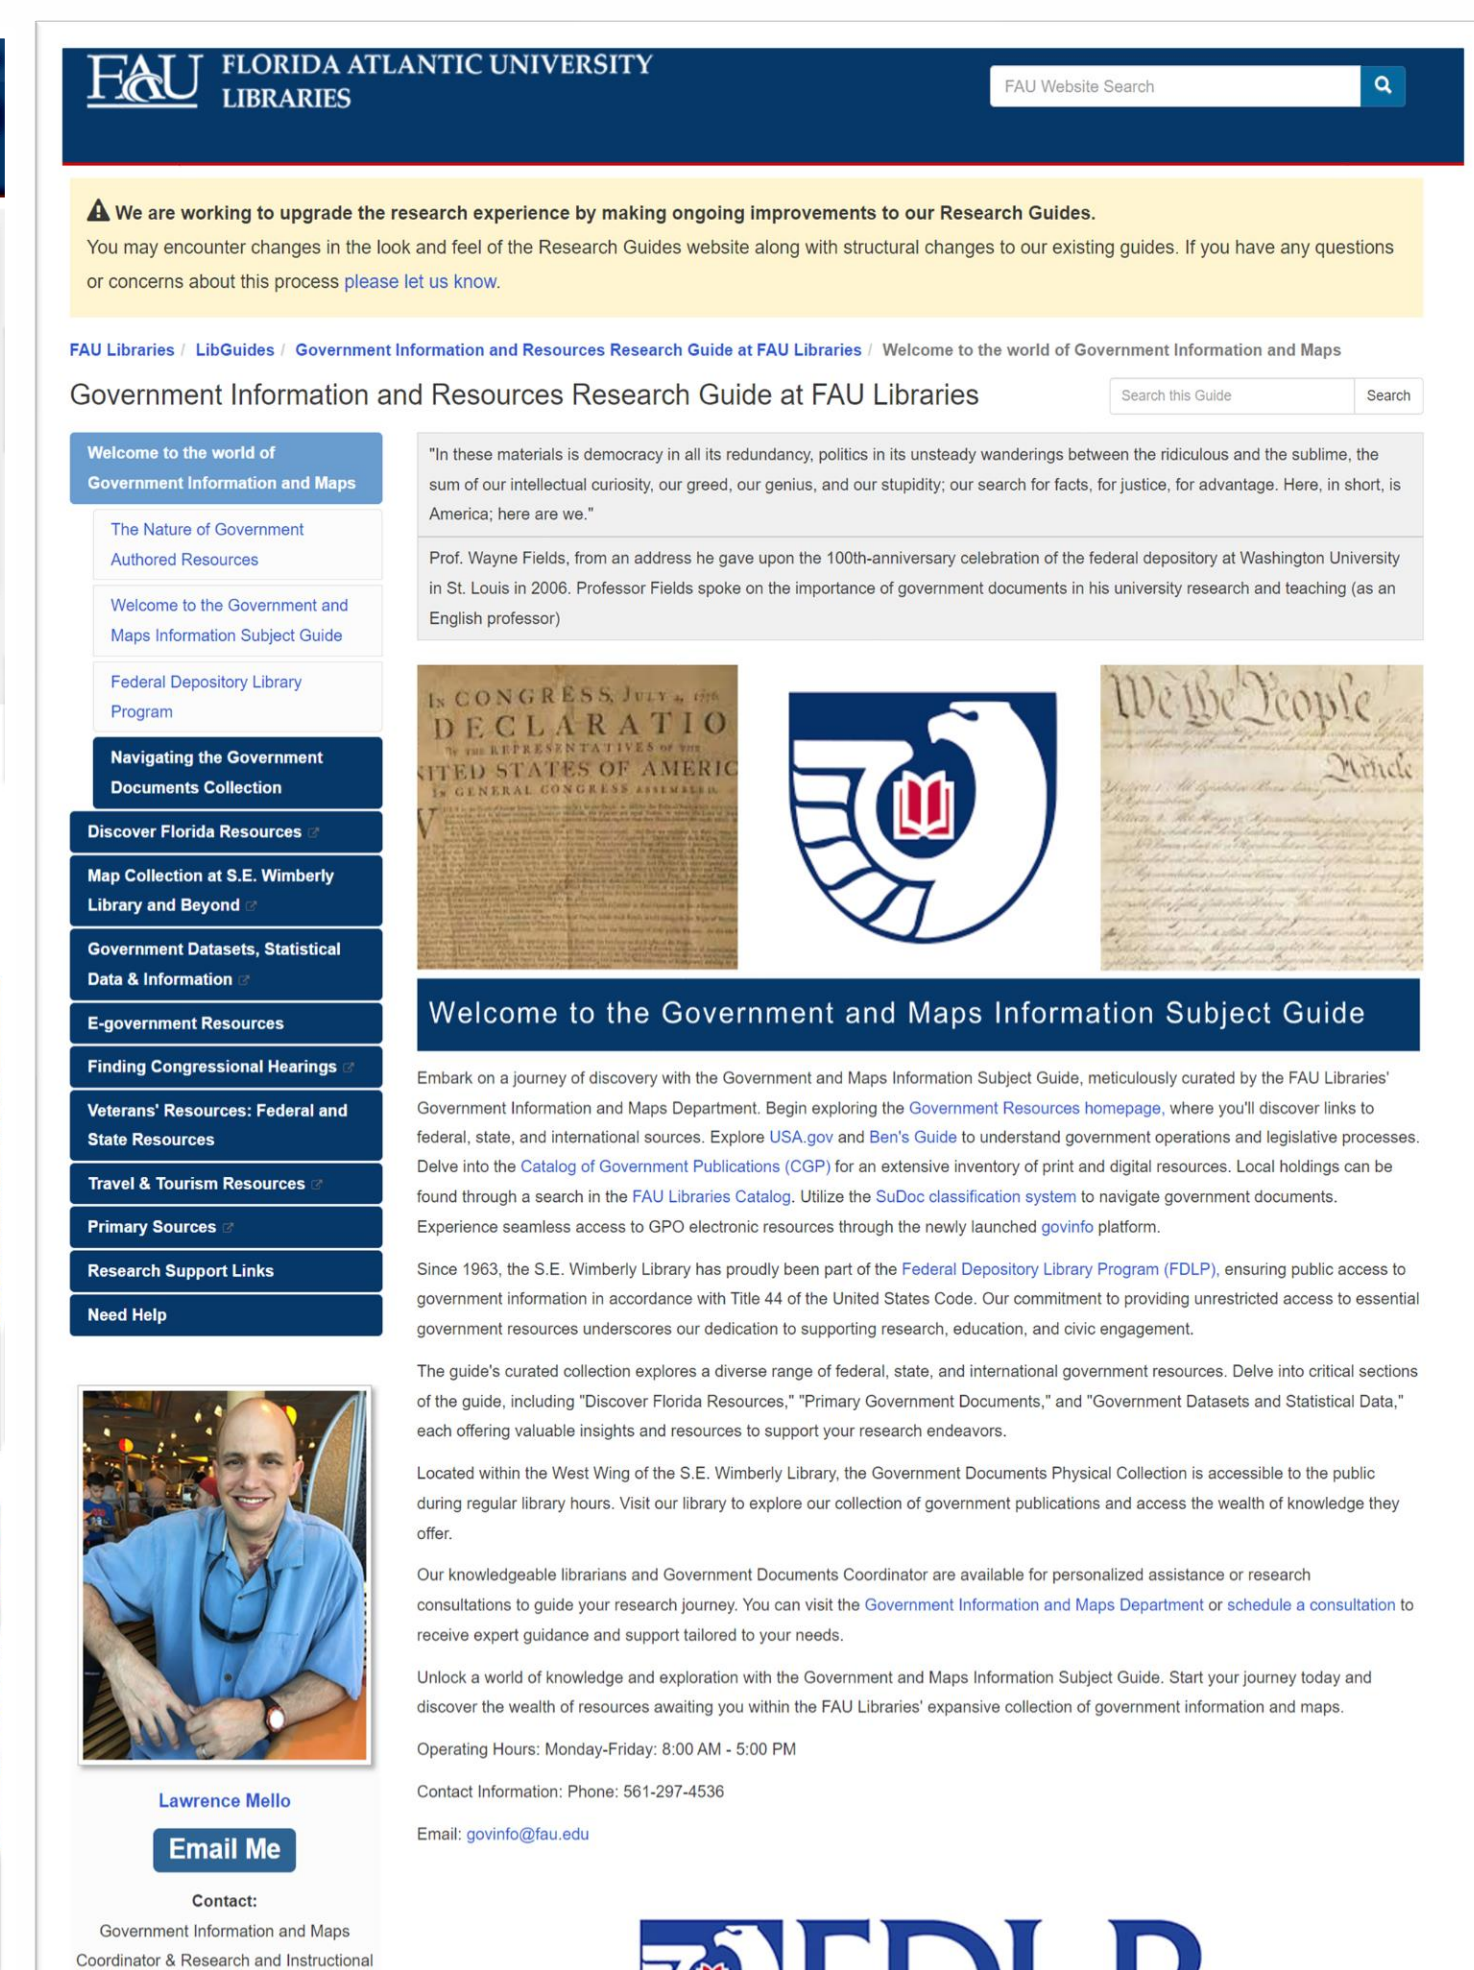 FAU
FLORIDA ATLANTIC UNIVERSITY
LIBRARIES
FAU Website Search
We are working to upgrade the research experience by making ongoing improvements to our Research Guides.
You may encounter changes in the look and feel of the Research Guides website along with structural changes to our existing guides. If you have any questions
or concerns about this process please let us know.
FAU Libraries / LibGuides / Government Information and Resources Research Guide at FAU Libraries / Welcome to the world of Government Information and Maps
Government Information and Resources Research Guide at FAU Libraries
Search this Guide
Search
Welcome to the world of
Government Information and Maps
The Nature of Government
Authored Resources
Welcome to the Government and
Maps Information Subject Guide
Federal Depository Library
Program
Navigating the Government
Documents Collection
Discover Florida Resources
Map Collection at S.E. Wimberly
Library and Beyond
Government Datasets, Statistical
Data & Information
E-government Resources
Finding Congressional Hearings
Veterans' Resources: Federal and
State Resources
Travel & Tourism Resources
Primary Sources
Research Support Links
Need Help
Lawrence Mello
Email Me
Contact:
Government Information and Maps
Coordinator & Research and Instructional
"In these materials is democracy in all its redundancy, politics in its unsteady wanderings between the ridiculous and the sublime, the
sum of our intellectual curiosity, our greed, our genius, and our stupidity; our search for facts, for justice, for advantage. Here, in short, is
America; here are we."
Prof. Wayne Fields, from an address he gave upon the 100th-anniversary celebration of the federal depository at Washington University
in St. Louis in 2006. Professor Fields spoke on the importance of government documents in his university research and teaching (as an
English professor)
IN CONGRESS, JULY 4, 1776
DECLARATIO
BY THE REPRESENTATIVES OF THE
NITED STATES OF AMERIC
IN GENERAL CONGRESS ASSEMBLED
We the People
Article
Welcome to the Government and Maps Information Subject Guide
Embark on a journey of discovery with the Government and Maps Information Subject Guide, meticulously curated by the FAU Libraries'
Government Information and Maps Department. Begin exploring the Government Resources homepage, where you'll discover links to
federal, state, and international sources. Explore USA.gov and Ben's Guide to understand government operations and legislative processes.
Delve into the Catalog of Government Publications (CGP) for an extensive inventory of print and digital resources. Local holdings can be
found through a search in the FAU Libraries Catalog. Utilize the SuDoc classification system to navigate government documents.
Experience seamless access to GPO electronic resources through the newly launched govinfo platform.
Since 1963, the S.E. Wimberly Library has proudly been part of the Federal Depository Library Program (FDLP), ensuring public access to
government information in accordance with Title 44 of the United States Code. Our commitment to providing unrestricted access to essential
government resources underscores our dedication to supporting research, education, and civic engagement.
The guide's curated collection explores a diverse range of federal, state, and international government resources. Delve into critical sections
of the guide, including "Discover Florida Resources," "Primary Government Documents," and "Government Datasets and Statistical Data,"
each offering valuable insights and resources to support your research endeavors.
Located within the West Wing of the S.E. Wimberly Library, the Government Documents Physical Collection is accessible to the public
during regular library hours. Visit our library to explore our collection of government publications and access the wealth of knowledge they
offer.
Our knowledgeable librarians and Government Documents Coordinator are available for personalized assistance or research
consultations to guide your research journey. You can visit the Government Information and Maps Department or schedule a consultation to
receive expert guidance and support tailored to your needs.
Unlock a world of knowledge and exploration with the Government and Maps Information Subject Guide. Start your journey today and
discover the wealth of resources awaiting you within the FAU Libraries' expansive collection of government information and maps.
Operating Hours: Monday-Friday: 8:00 AM - 5:00 PM
Contact Information: Phone: 561-297-4536
Email: govinfo@fau.edu
FDLP